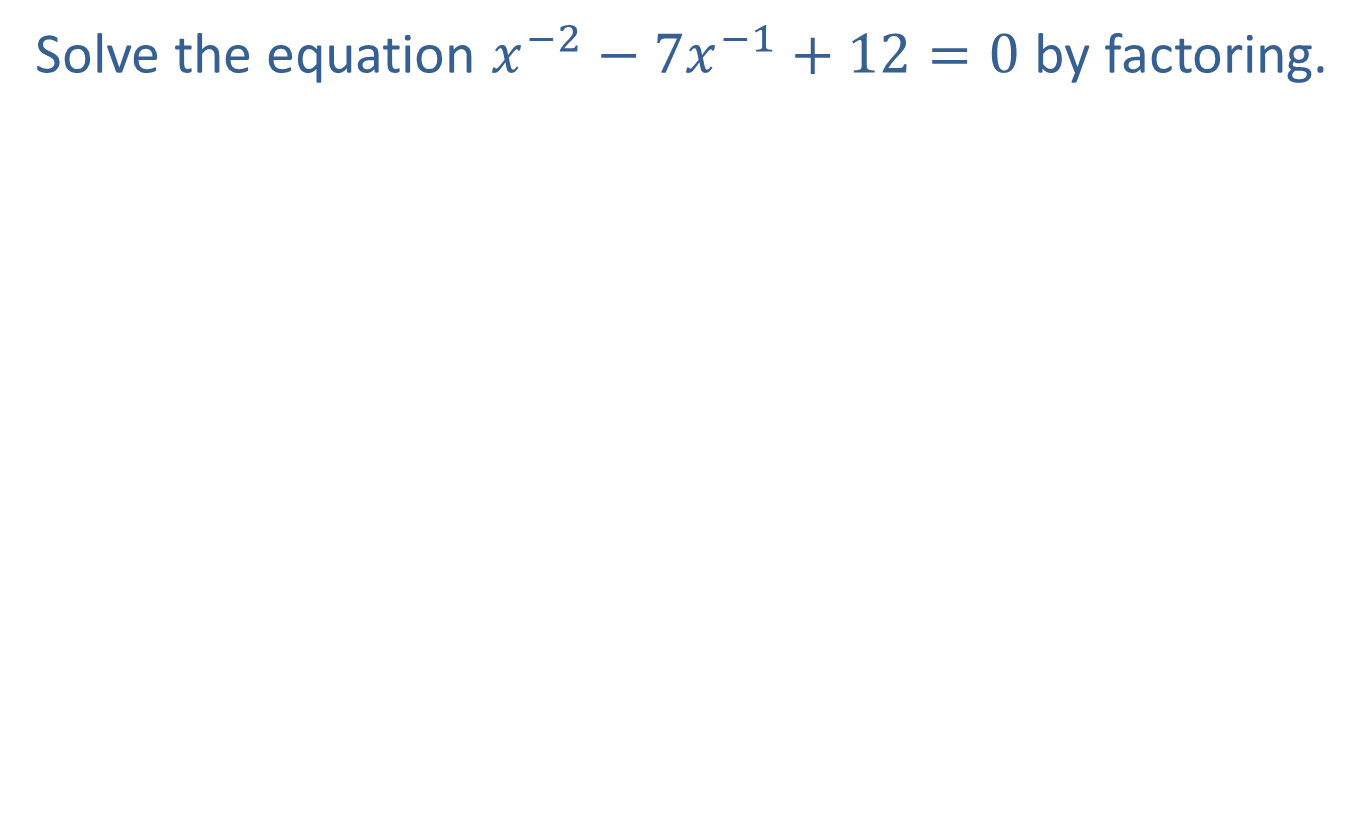 Solve the equation x⁻² − 7x⁻¹ + 12 = 0 by factoring.